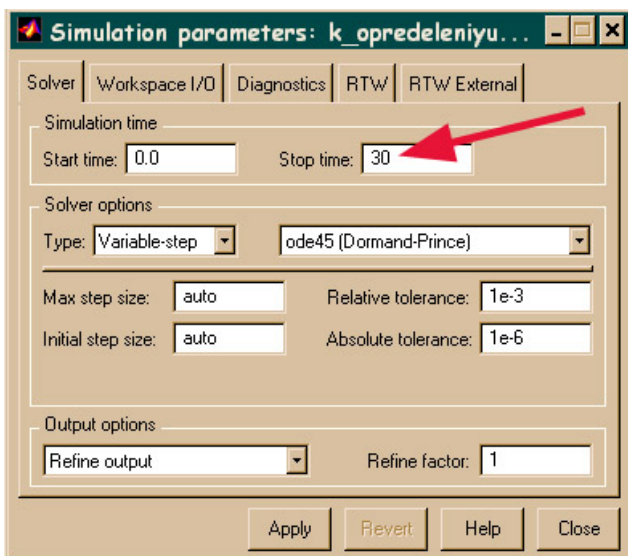 Simulation parameters: k_opredeleniyu...
Solver Workspace I/O Diagnostics RTW RTW External
Simulation time
Start time: 0.0 Stop time: 30
Solver options
Type: Variable-step ode45 (Dormand-Prince)
Max step size: auto Relative tolerance: 1e-3
Initial step size: auto Absolute tolerance: 1e-6
Output options
Refine output Refine factor: 1
Apply Revert Help Close